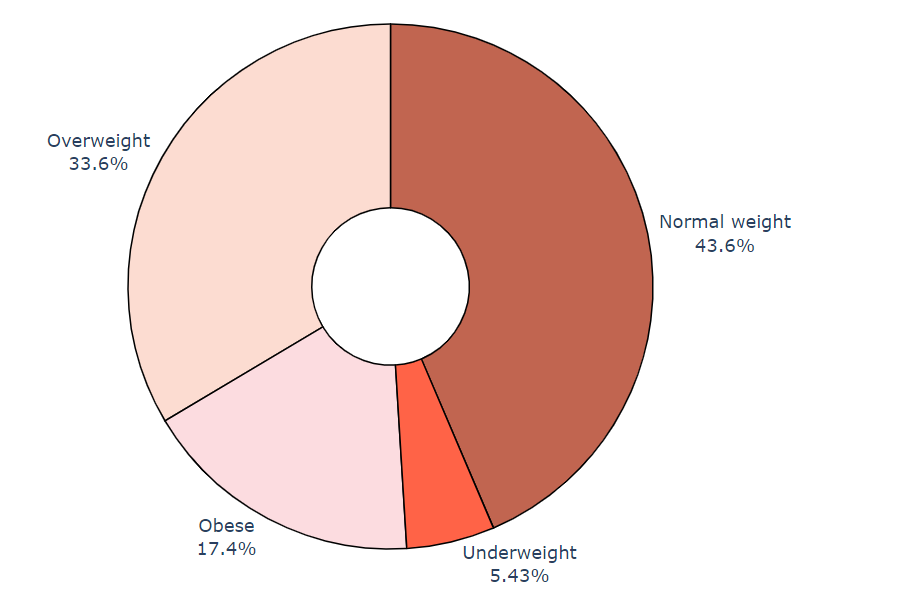 Overweight
33.6%
Normal weight
43.6%
Obese
17.4%
Underweight
5.43%